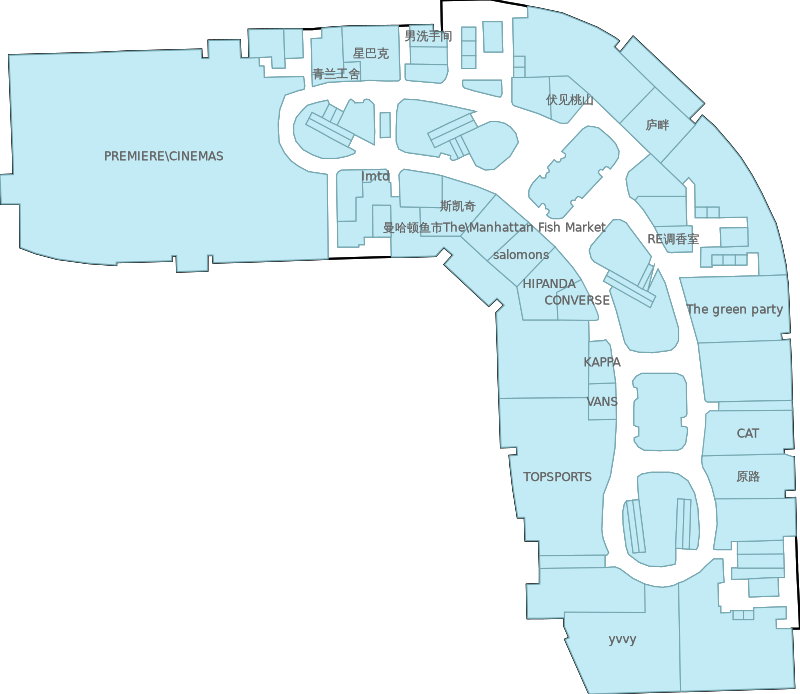 男洗手间
星巴克
青兰工舍
伏见桃山
庐畔
PREMIERE\CINEMAS
lmtd
斯凯奇
曼哈顿鱼市The\Manhattan Fish Market
RE调香室
salomons
HIPANDA
CONVERSE
The green party
KAPPA
VANS
CAT
TOPSPORTS
原路
yvvy